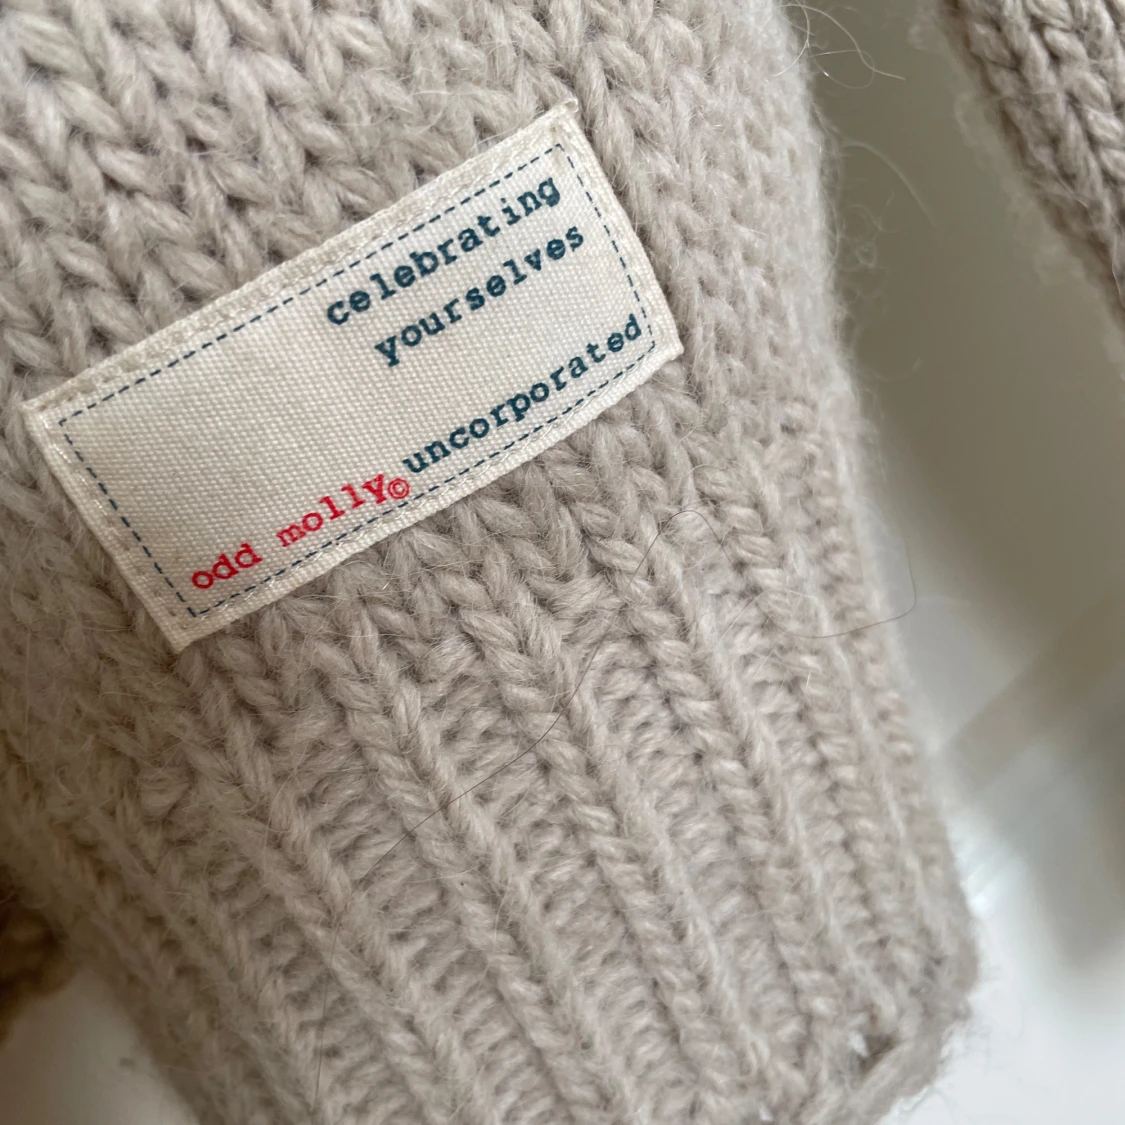 celebrating
yourselves
odd molly© uncorporated